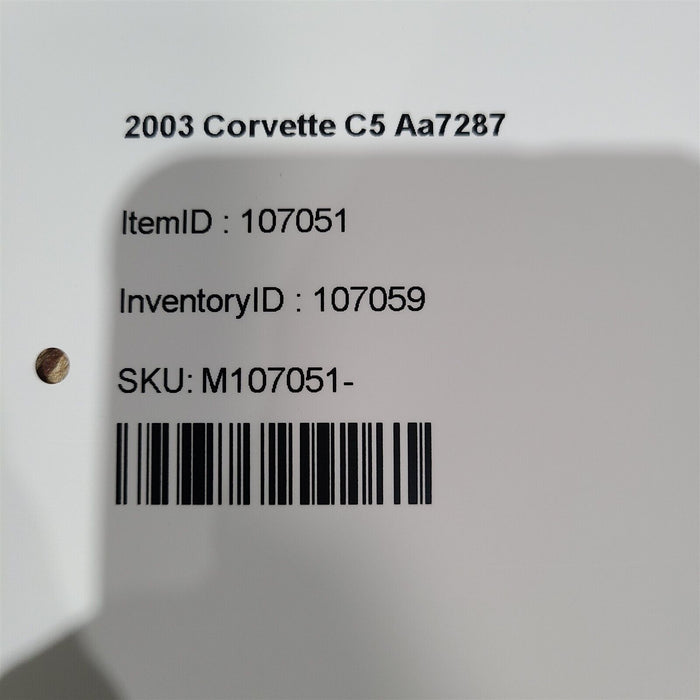 2003 Corvette C5 Aa7287
ItemID : 107051
InventoryID : 107059
SKU: M107051-